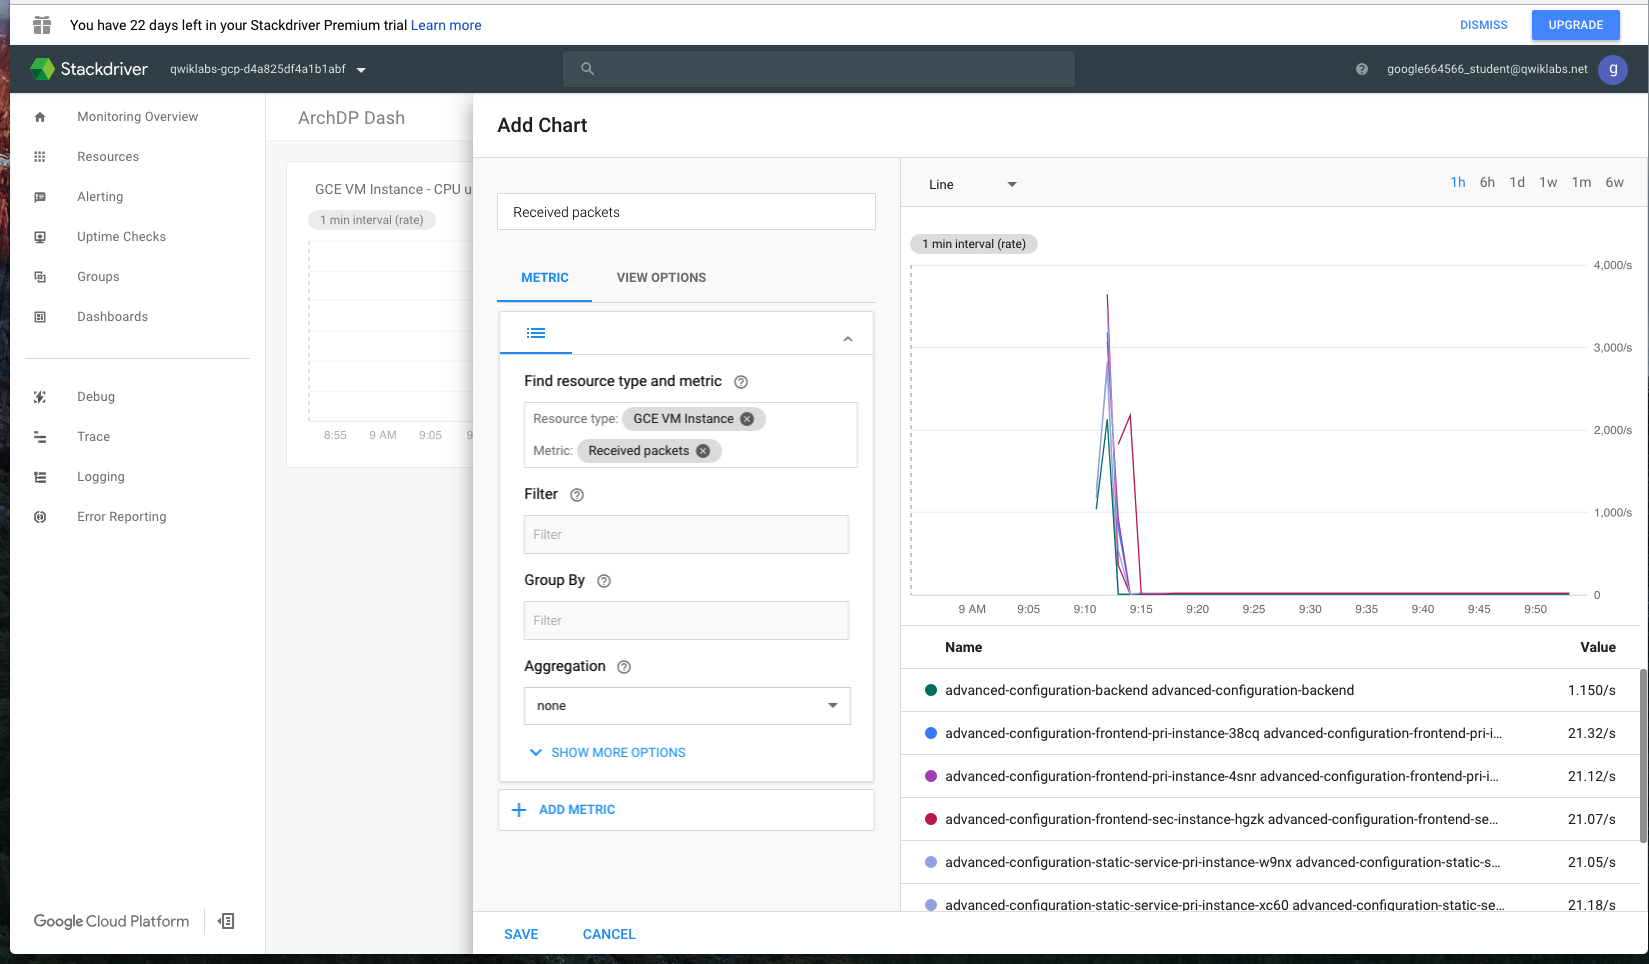 You have 22 days left in your Stackdriver Premium trial Learn more
DISMISS
UPGRADE
Stackdriver
qwiklabs-gcp-d4a825df4a1b1abf
google664566_student@qwiklabs.net
g
Monitoring Overview
Resources
Alerting
Uptime Checks
Groups
Dashboards
Debug
Trace
Logging
Error Reporting
Google Cloud Platform
ArchDP Dash
GCE VM Instance - CPU u
1 min interval (rate)
8:55 9 AM 9:05 9
Add Chart
Received packets
METRIC VIEW OPTIONS
Find resource type and metric ?
Resource type: GCE VM Instance
Metric: Received packets
Filter ?
Filter
Group By ?
Filter
Aggregation ?
none
SHOW MORE OPTIONS
ADD METRIC
SAVE CANCEL
Line
1h 6h 1d 1w 1m 6w
1 min interval (rate)
4,000/s
3,000/s
2,000/s
1,000/s
0
9 AM 9:05 9:10 9:15 9:20 9:25 9:30 9:35 9:40 9:45 9:50
Name Value
advanced-configuration-backend advanced-configuration-backend 1.150/s
advanced-configuration-frontend-pri-instance-38cq advanced-configuration-frontend-pri-i... 21.32/s
advanced-configuration-frontend-pri-instance-4snr advanced-configuration-frontend-pri-i... 21.12/s
advanced-configuration-frontend-sec-instance-hgzk advanced-configuration-frontend-se... 21.07/s
advanced-configuration-static-service-pri-instance-w9nx advanced-configuration-static-s... 21.05/s
advanced-configuration-static-service-pri-instance-xc60 advanced-configuration-static-se... 21.18/s